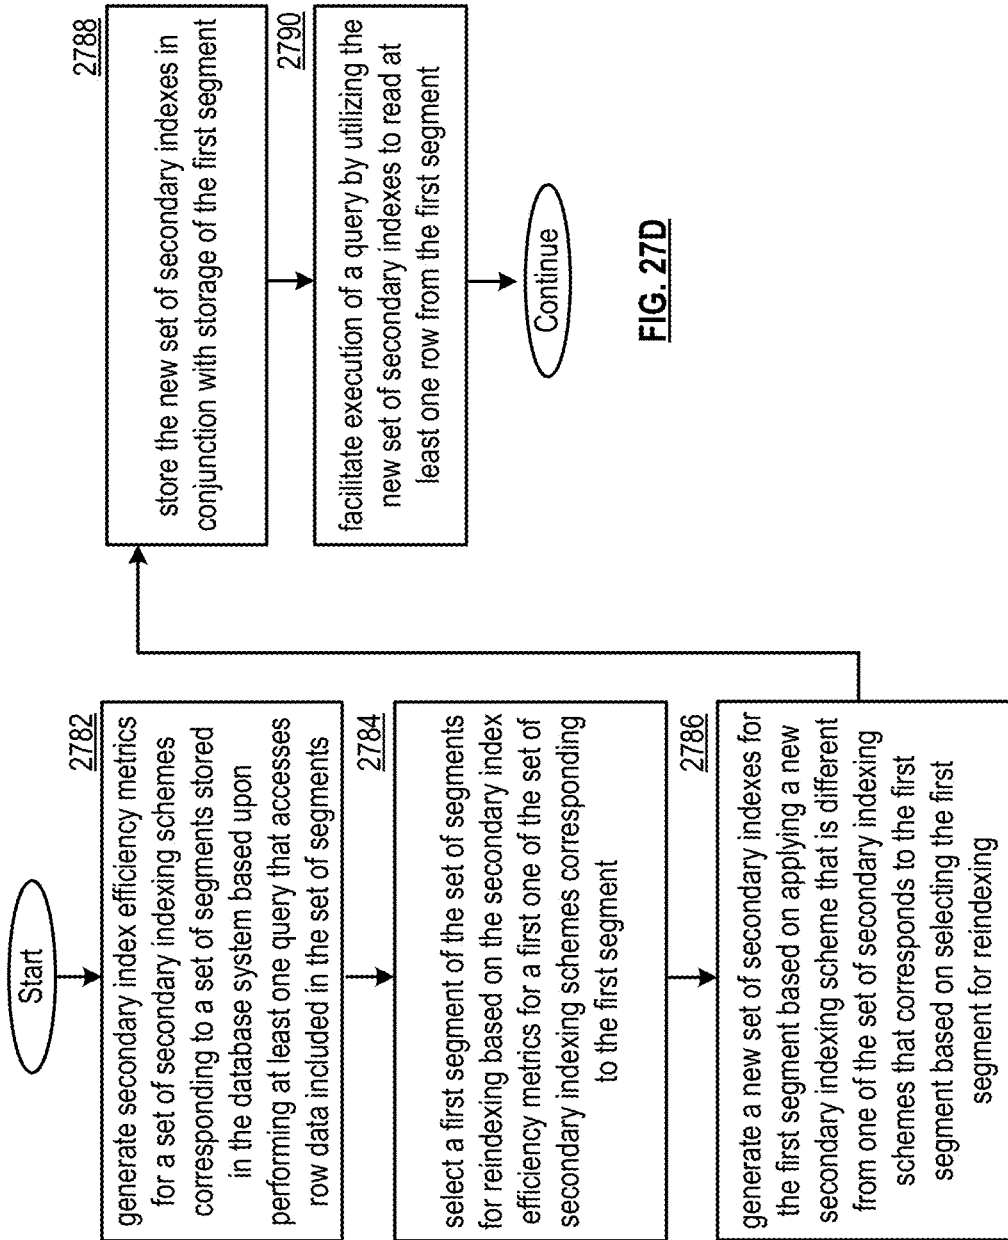 Start
2782
generate secondary index efficiency metrics
for a set of secondary indexing schemes
corresponding to a set of segments stored
in the database system based upon
performing at least one query that accesses
row data included in the set of segments
2784
select a first segment of the set of segments
for reindexing based on the secondary index
efficiency metrics for a first one of the set of
secondary indexing schemes corresponding
to the first segment
2786
generate a new set of secondary indexes for
the first segment based on applying a new
secondary indexing scheme that is different
from one of the set of secondary indexing
schemes that corresponds to the first
segment based on selecting the first
segment for reindexing
2788
store the new set of secondary indexes in
conjunction with storage of the first segment
2790
facilitate execution of a query by utilizing the
new set of secondary indexes to read at
least one row from the first segment
Continue
FIG. 27D